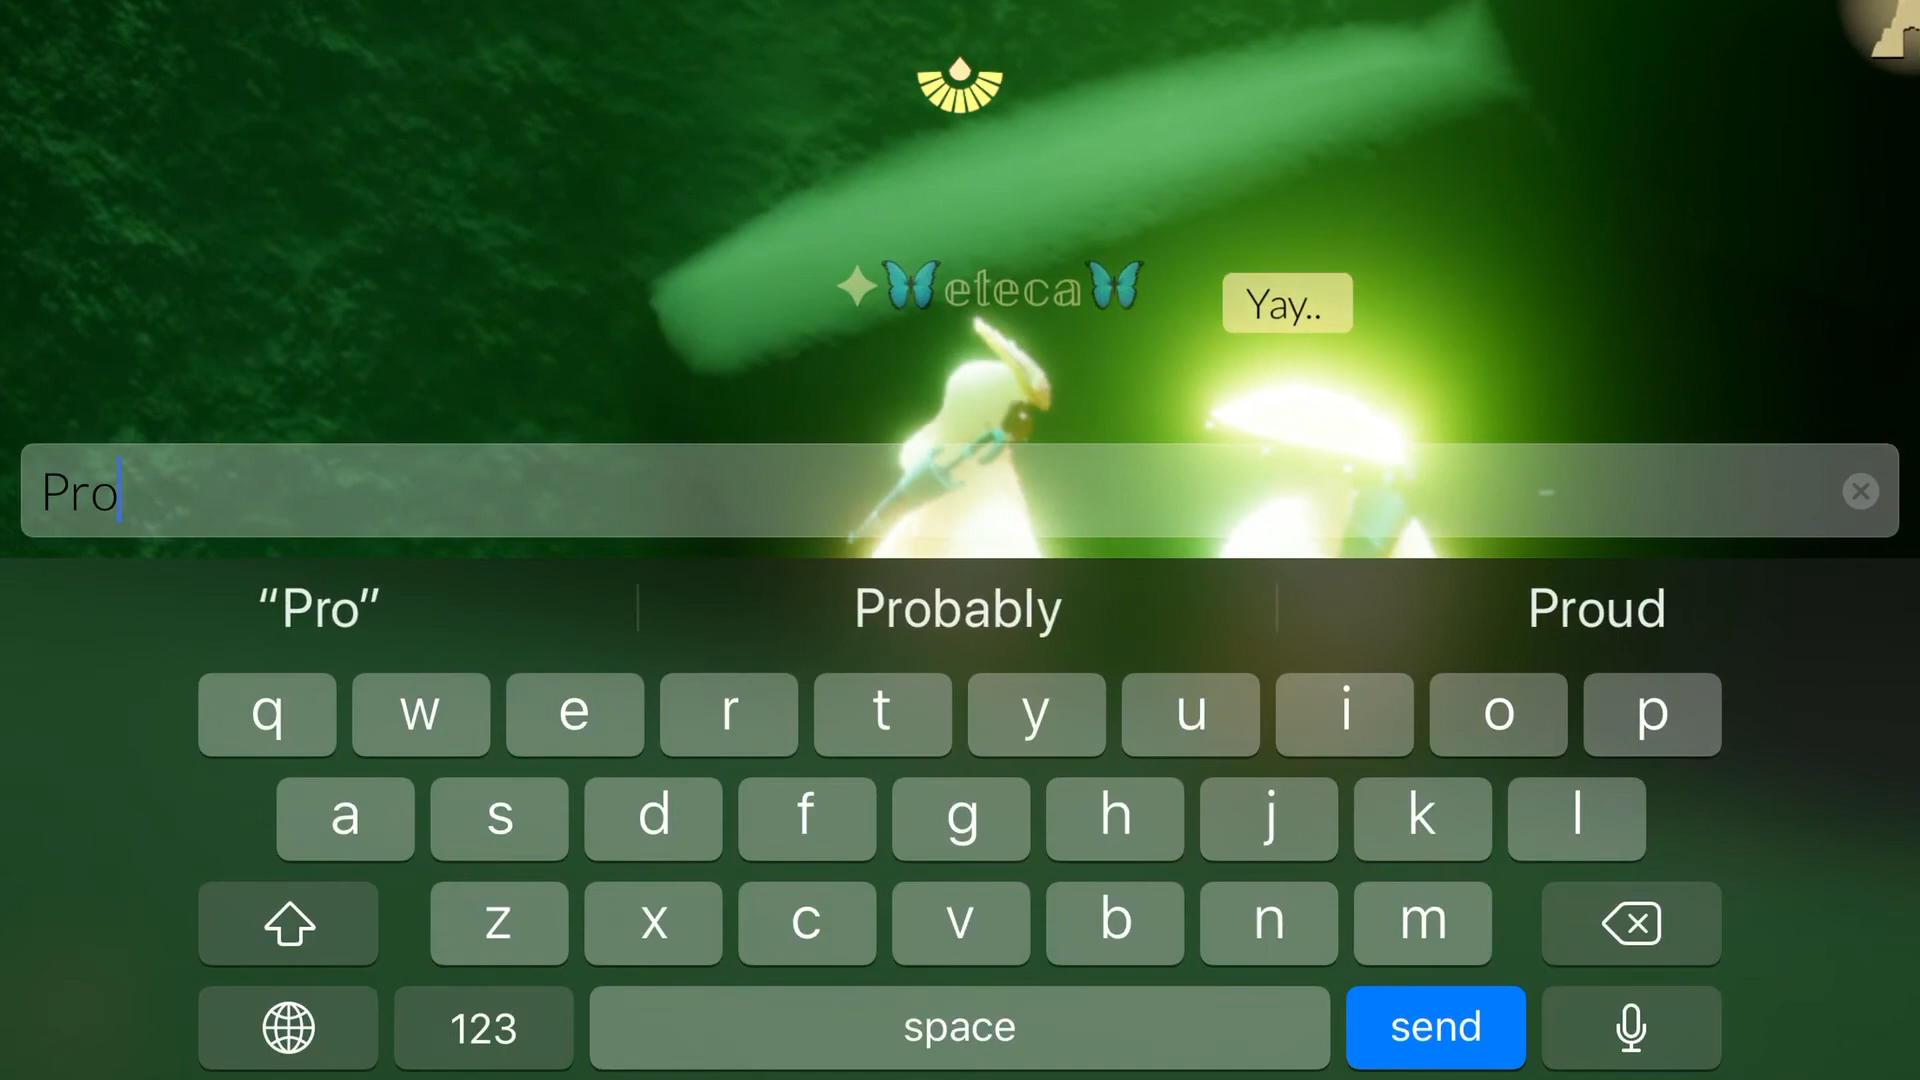 ✦🦋eteca🦋
Yay..
Pro
“Pro” Probably Proud
q w e r t y u i o p
a s d f g h j k l
z x c v b n m
123 space send